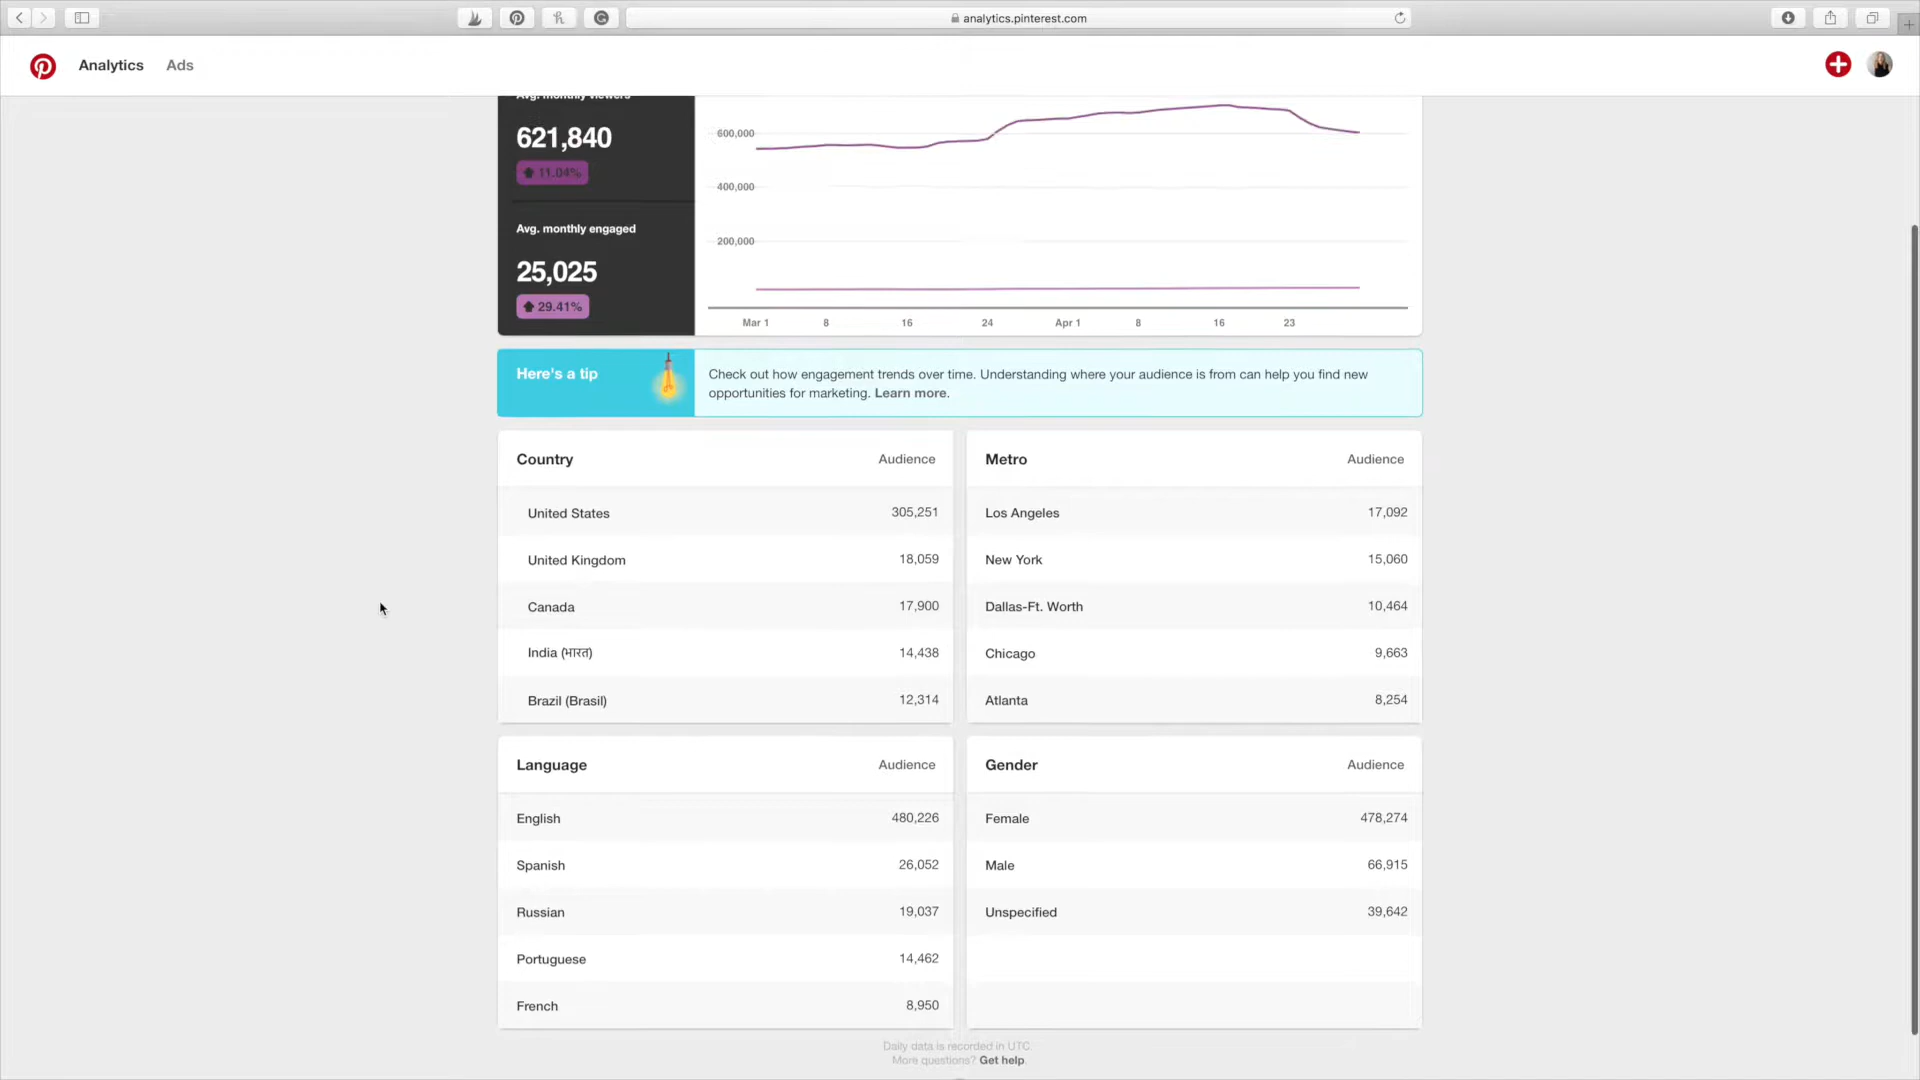 analytics.pinterest.com
Analytics
Ads
Avg. monthly viewers
621,840
11.04%
Avg. monthly engaged
25,025
29.41%
600,000
400,000
200,000
Mar 1 8 16 24 Apr 1 8 16 23
Here's a tip
Check out how engagement trends over time. Understanding where your audience is from can help you find new
opportunities for marketing. Learn more.
Country Audience
United States 305,251
United Kingdom 18,059
Canada 17,900
India (भारत) 14,438
Brazil (Brasil) 12,314
Metro Audience
Los Angeles 17,092
New York 15,060
Dallas-Ft. Worth 10,464
Chicago 9,663
Atlanta 8,254
Language Audience
English 480,226
Spanish 26,052
Russian 19,037
Portuguese 14,462
French 8,950
Gender Audience
Female 478,274
Male 66,915
Unspecified 39,642
Daily data is recorded in UTC.
More questions? Get help.